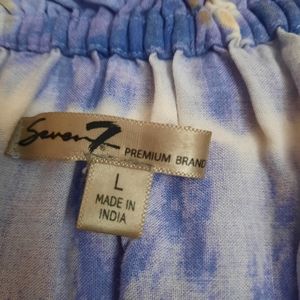 Seven7
PREMIUM BRAND
L
MADE IN
INDIA